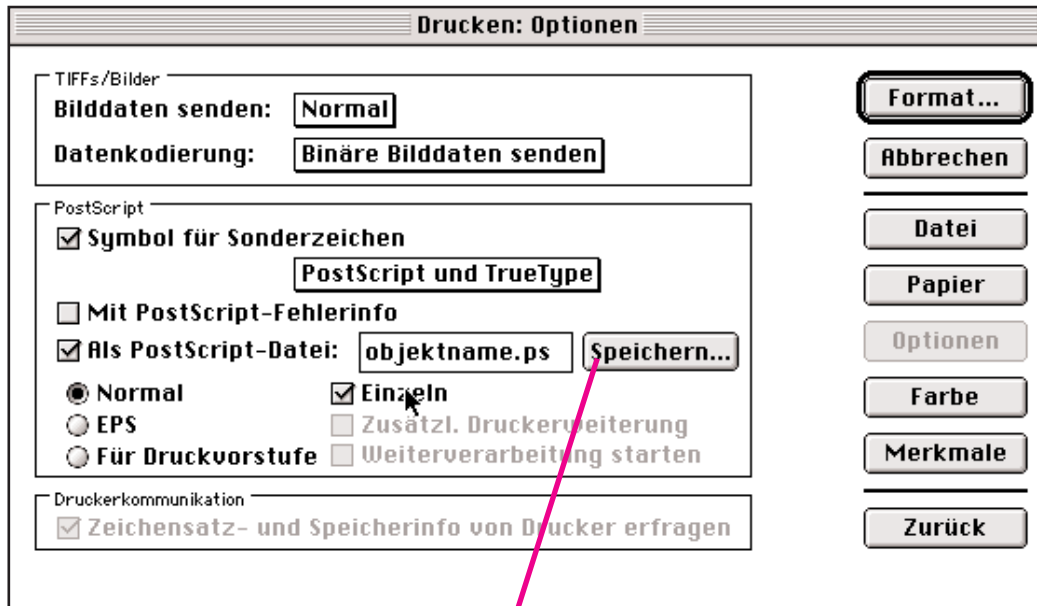 Drucken: Optionen
TIFFs/Bilder
Bilddaten senden: Normal
Datenkodierung: Binäre Bilddaten senden
PostScript
Symbol für Sonderzeichen
PostScript und TrueType
Mit PostScript-Fehlerinfo
Als PostScript-Datei: objektname.ps Speichern...
Normal Einzeln
EPS Zusätzl. Druckerweiterung
Für Druckvorstufe Weiterverarbeitung starten
Druckerkommunikation
Zeichensatz- und Speicherinfo von Drucker erfragen
Format...
Abbrechen
Datei
Papier
Optionen
Farbe
Merkmale
Zurück